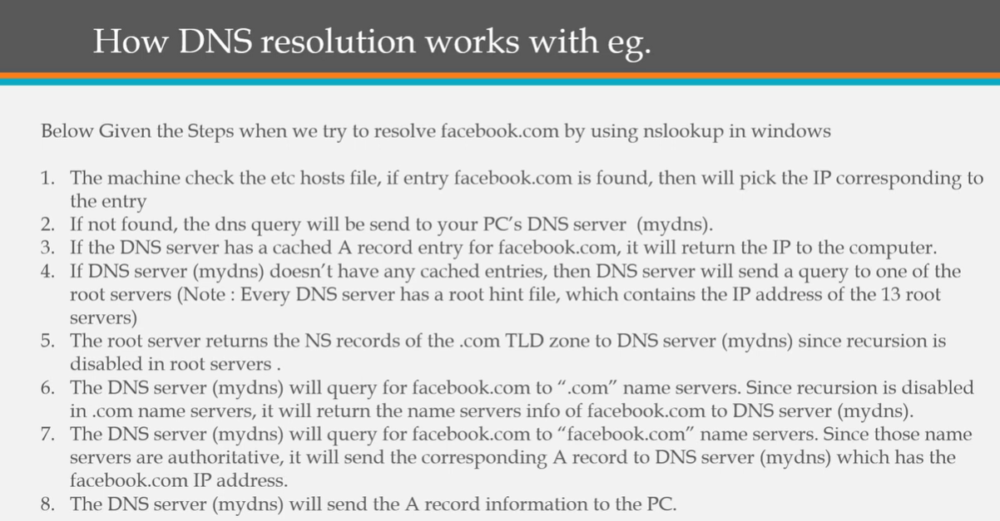 How DNS resolution works with eg.
Below Given the Steps when we try to resolve facebook.com by using nslookup in windows
1. The machine check the etc hosts file, if entry facebook.com is found, then will pick the IP corresponding to
the entry
2. If not found, the dns query will be send to your PC’s DNS server (mydns).
3. If the DNS server has a cached A record entry for facebook.com, it will return the IP to the computer.
4. If DNS server (mydns) doesn’t have any cached entries, then DNS server will send a query to one of the
root servers (Note : Every DNS server has a root hint file, which contains the IP address of the 13 root
servers)
5. The root server returns the NS records of the .com TLD zone to DNS server (mydns) since recursion is
disabled in root servers .
6. The DNS server (mydns) will query for facebook.com to “.com” name servers. Since recursion is disabled
in .com name servers, it will return the name servers info of facebook.com to DNS server (mydns).
7. The DNS server (mydns) will query for facebook.com to “facebook.com” name servers. Since those name
servers are authoritative, it will send the corresponding A record to DNS server (mydns) which has the
facebook.com IP address.
8. The DNS server (mydns) will send the A record information to the PC.